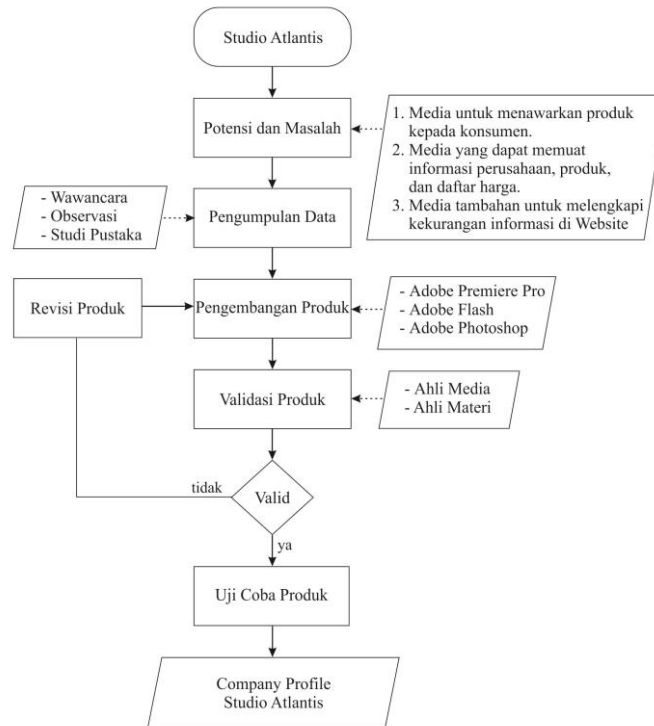 Studio Atlantis
Potensi dan Masalah
1. Media untuk menawarkan produk
kepada konsumen.
2. Media yang dapat memuat
informasi perusahaan, produk,
dan daftar harga.
3. Media tambahan untuk melengkapi
kekurangan informasi di Website
- Wawancara
- Observasi
- Studi Pustaka
Pengumpulan Data
Revisi Produk
Pengembangan Produk
- Adobe Premiere Pro
- Adobe Flash
- Adobe Photoshop
Validasi Produk
- Ahli Media
- Ahli Materi
tidak
Valid
ya
Uji Coba Produk
Company Profile
Studio Atlantis